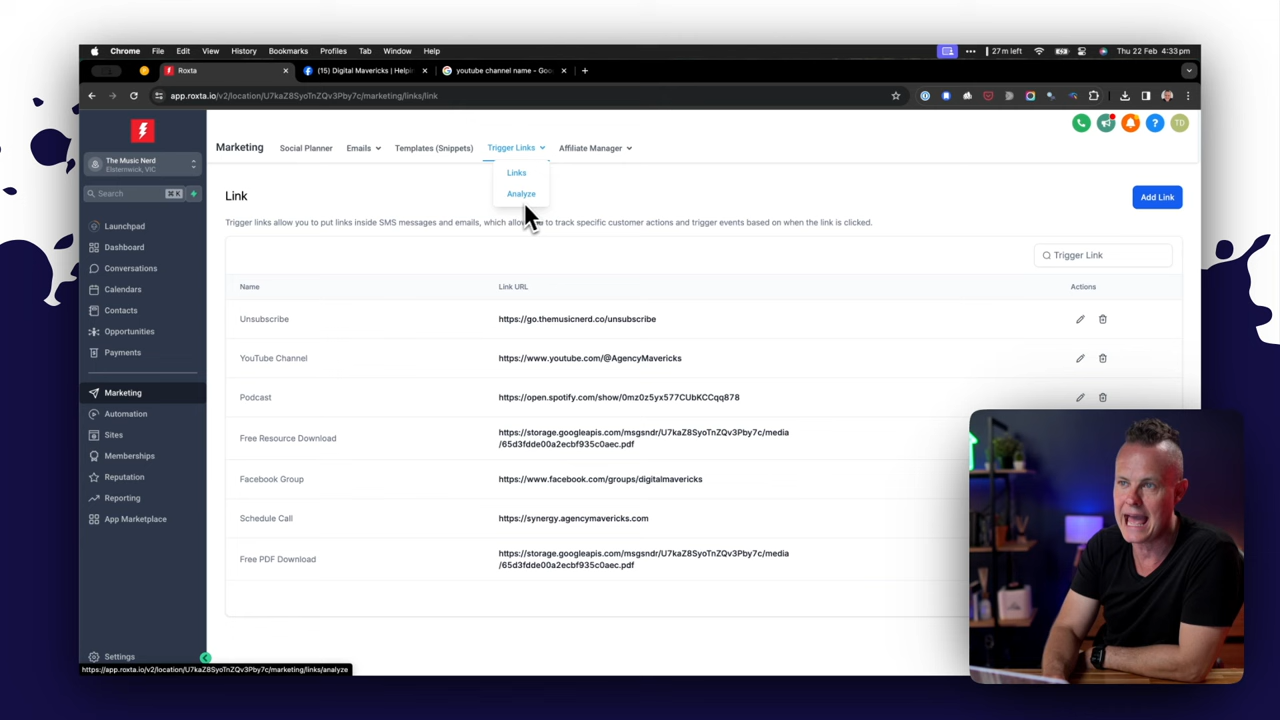 Chrome File Edit View History Bookmarks Profiles Tab Window Help
27 m left
Thu 22 Feb 4:33pm
Roxta
(15) Digital Mavericks | Helpin
youtube channel name - Goo
app.roxta.io/v2/location/U7kaZ8SyoTnZQv3Pby7c/marketing/links/link
The Music Nerd
Elsternwick, VIC
Search ⌘K
Launchpad
Dashboard
Conversations
Calendars
Contacts
Opportunities
Payments
Marketing
Automation
Sites
Memberships
Reputation
Reporting
App Marketplace
Settings
Marketing Social Planner Emails Templates (Snippets) Trigger Links Affiliate Manager
TD
Links
Analyze
Link
Add Link
Trigger links allow you to put links inside SMS messages and emails, which allow to track specific customer actions and trigger events based on when the link is clicked.
Trigger Link
Name Link URL Actions
Unsubscribe https://go.themusicnerd.co/unsubscribe
YouTube Channel https://www.youtube.com/@AgencyMavericks
Podcast https://open.spotify.com/show/0mz0z5yx577CUbKCCqq878
Free Resource Download https://storage.googleapis.com/msgsndr/U7kaZ8SyoTnZQv3Pby7c/media
/65d3fdde00a2ecbf935c0aec.pdf
Facebook Group https://www.facebook.com/groups/digitalmavericks
Schedule Call https://synergy.agencymavericks.com
Free PDF Download https://storage.googleapis.com/msgsndr/U7kaZ8SyoTnZQv3Pby7c/media
/65d3fdde00a2ecbf935c0aec.pdf
https://app.roxta.io/v2/location/U7kaZ8SyoTnZQv3Pby7c/marketing/links/analyze